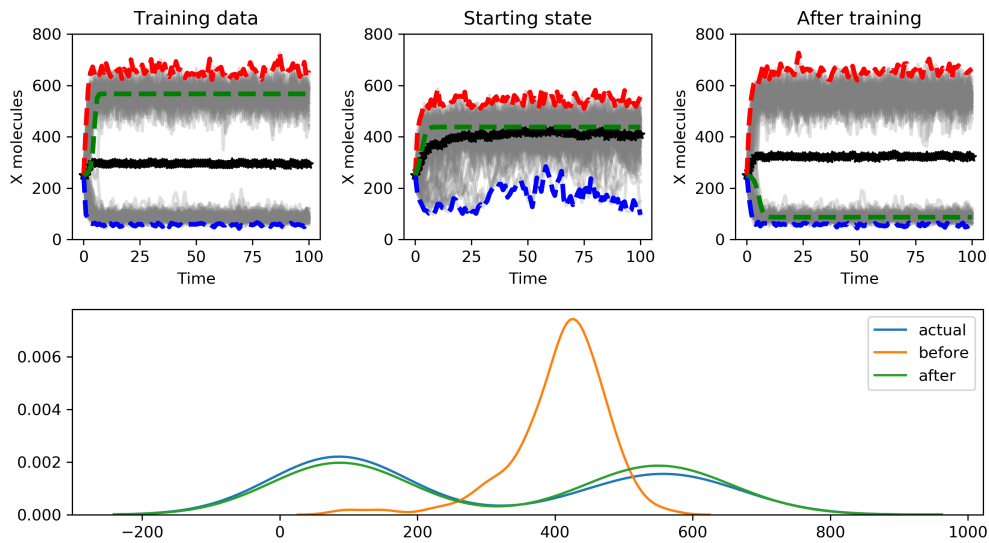 Training data
Starting state
After training
800
600
400
200
0
X molecules
0 25 50 75 100
Time
800
600
400
200
0
X molecules
0 25 50 75 100
Time
800
600
400
200
0
X molecules
0 25 50 75 100
Time
0.006
0.004
0.002
0.000
−200 0 200 400 600 800 1000
actual
before
after